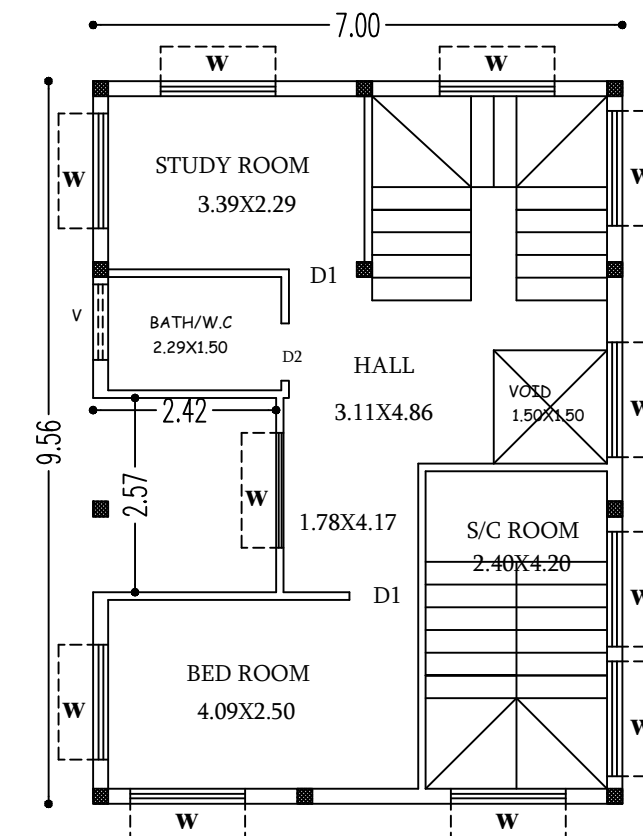 7.00
W
W
W
STUDY ROOM
3.39X2.29
W
D1
V
BATH/W.C
2.29X1.50
D2
HALL
3.11X4.86
VOID
1.50X1.50
W
2.42
9.56
2.57
W
1.78X4.17
S/C ROOM
2.40X4.20
D1
W
BED ROOM
4.09X2.50
W
W
W
W